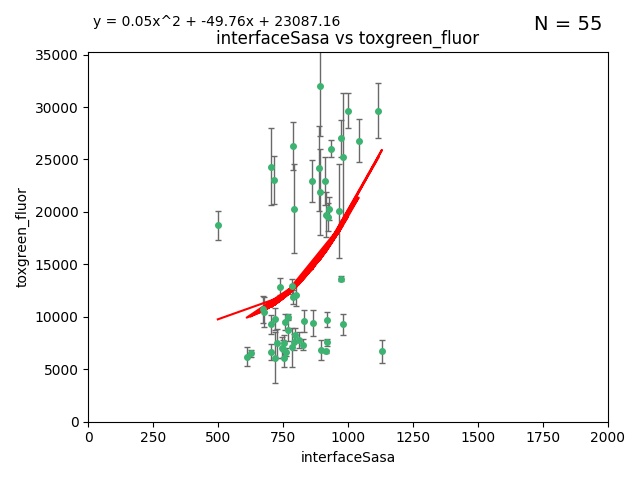 y = 0.05x^2 + -49.76x + 23087.16
N = 55
interfaceSasa vs toxgreen_fluor
35000
30000
25000
20000
15000
10000
5000
0
toxgreen_fluor
0 250 500 750 1000 1250 1500 1750 2000
interfaceSasa